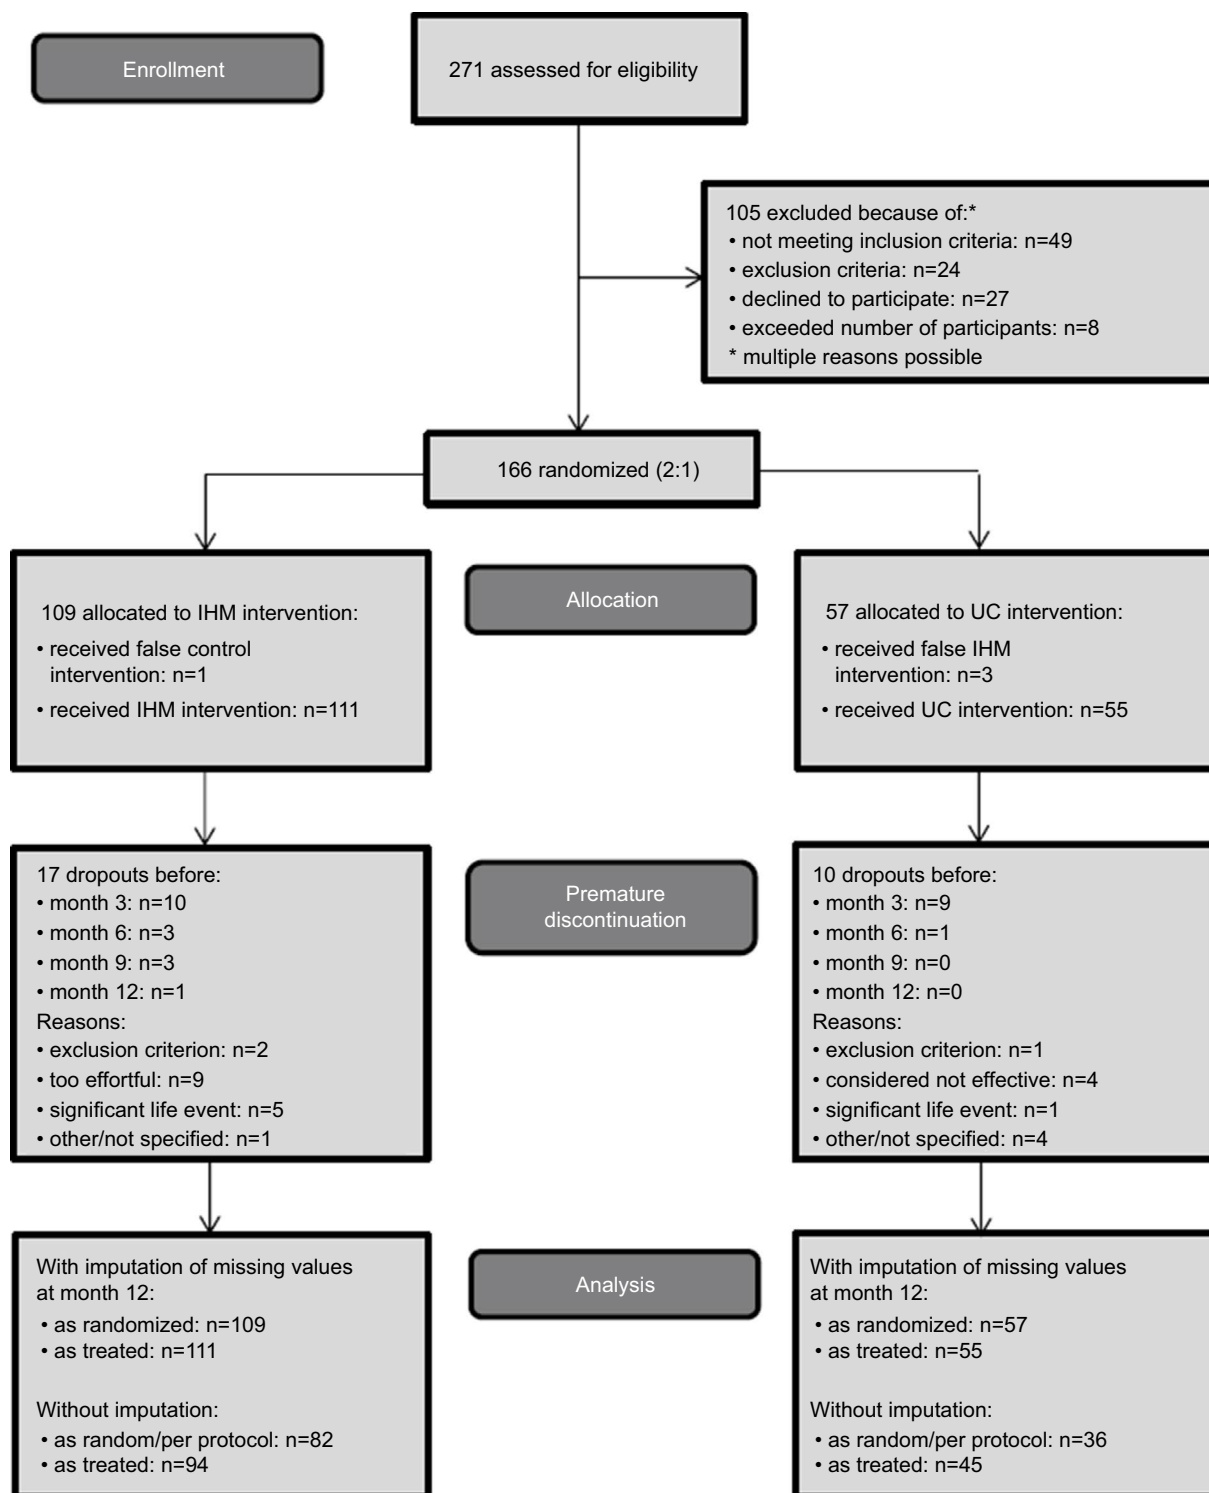 Enrollment
271 assessed for eligibility
105 excluded because of:*
• not meeting inclusion criteria: n=49
• exclusion criteria: n=24
• declined to participate: n=27
• exceeded number of participants: n=8
* multiple reasons possible
166 randomized (2:1)
109 allocated to IHM intervention:
• received false control
intervention: n=1
• received IHM intervention: n=111
Allocation
57 allocated to UC intervention:
• received false IHM
intervention: n=3
• received UC intervention: n=55
17 dropouts before:
• month 3: n=10
• month 6: n=3
• month 9: n=3
• month 12: n=1
Reasons:
• exclusion criterion: n=2
• too effortful: n=9
• significant life event: n=5
• other/not specified: n=1
Premature
discontinuation
10 dropouts before:
• month 3: n=9
• month 6: n=1
• month 9: n=0
• month 12: n=0
Reasons:
• exclusion criterion: n=1
• considered not effective: n=4
• significant life event: n=1
• other/not specified: n=4
With imputation of missing values
at month 12:
• as randomized: n=109
• as treated: n=111
Without imputation:
• as random/per protocol: n=82
• as treated: n=94
Analysis
With imputation of missing values
at month 12:
• as randomized: n=57
• as treated: n=55
Without imputation:
• as random/per protocol: n=36
• as treated: n=45